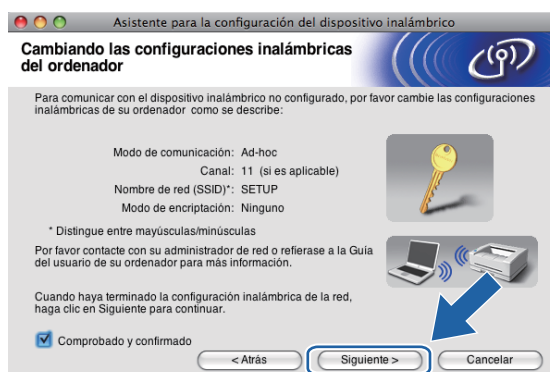 Asistente para la configuración del dispositivo inalámbrico
Cambiando las configuraciones inalámbricas
del ordenador
Para comunicar con el dispositivo inalámbrico no configurado, por favor cambie las configuraciones
inalámbricas de su ordenador como se describe:
Modo de comunicación: Ad-hoc
Canal: 11 (si es aplicable)
Nombre de red (SSID)*: SETUP
Modo de encriptación: Ninguno
* Distingue entre mayúsculas/minúsculas
Por favor contacte con su administrador de red o refierase a la Guía
del usuario de su ordenador para más información.
Cuando haya terminado la configuración inalámbrica de la red,
haga clic en Siguiente para continuar.
Comprobado y confirmado
< Atrás Siguiente > Cancelar